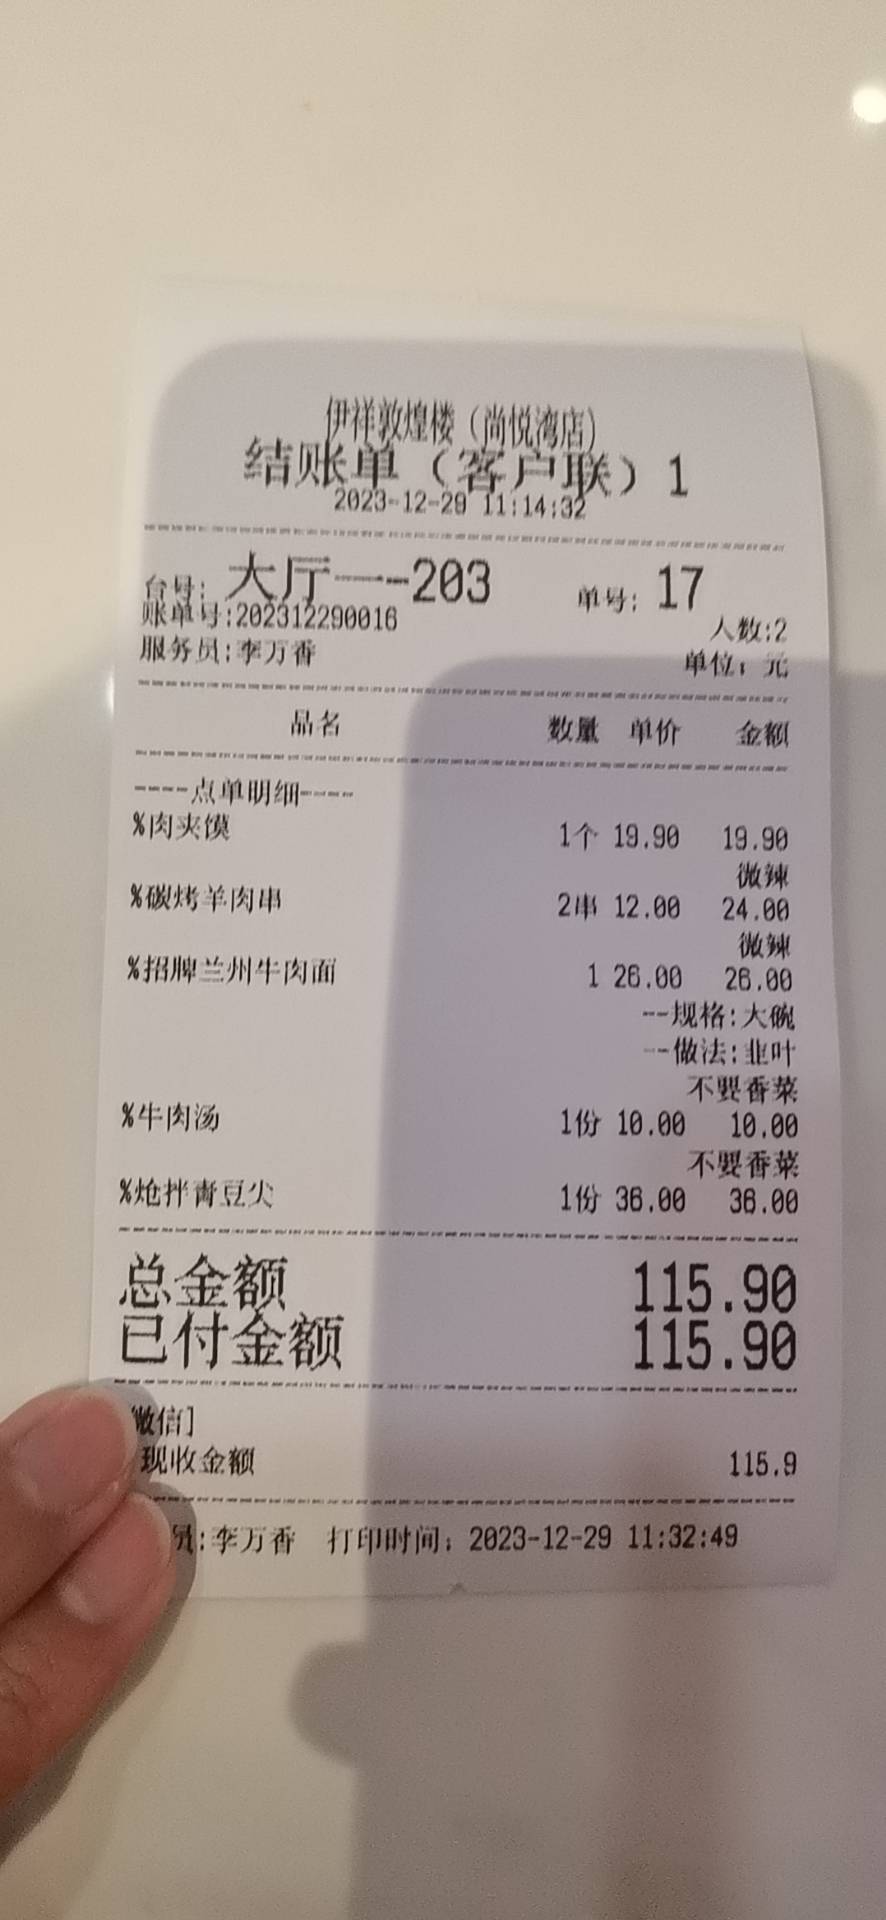 伊祥敦煌楼（尚悦湾店）
结账单（客户联）1
2023-12-29 11:14:32
台号: 大厅一--203 单号: 17
账单号:202312290016 人数:2
服务员:李万香 单位: 元
品名 数量 单价 金额
----点单明细----
%肉夹馍 1个 19.90 19.90
微辣
%碳烤羊肉串 2串 12.00 24.00
微辣
%招牌兰州牛肉面 1 26.00 26.00
--规格:大碗
--做法:韭叶
不要香菜
%牛肉汤 1份 10.00 10.00
不要香菜
%炝拌青豆尖 1份 36.00 36.00
总金额 115.90
已付金额 115.90
微信]
现收金额 115.9
员:李万香 打印时间: 2023-12-29 11:32:49